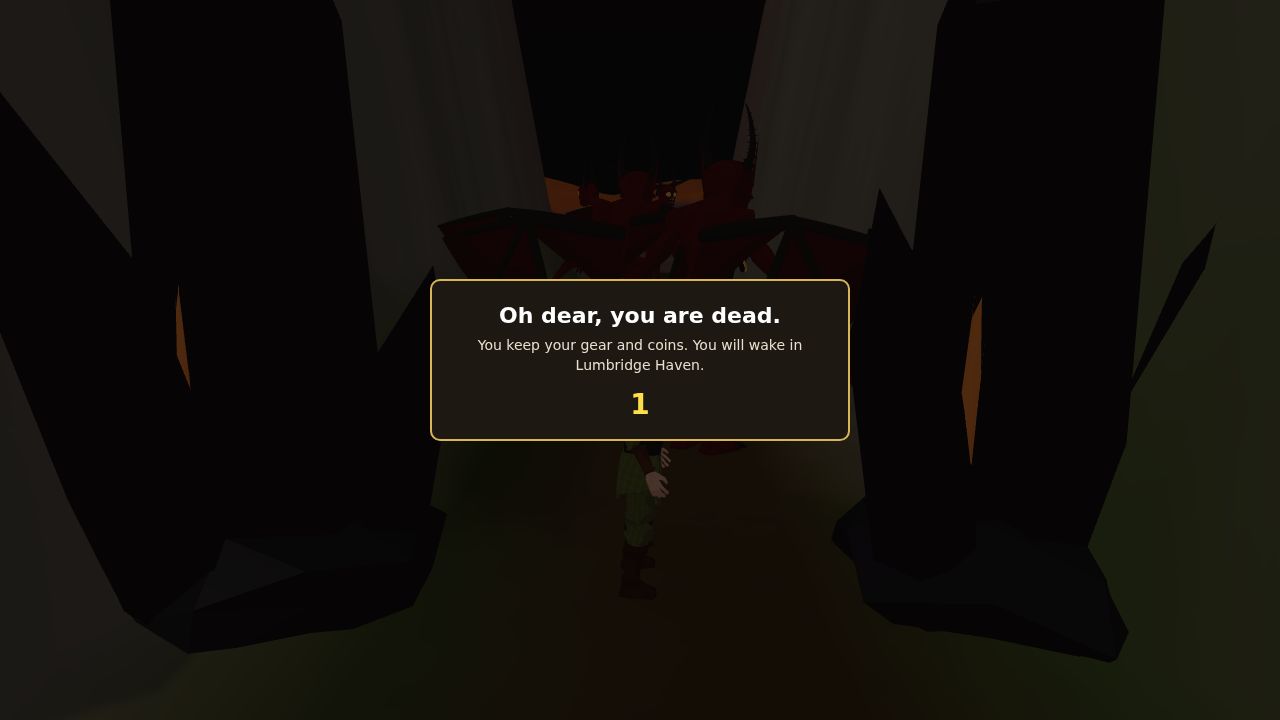 Oh dear, you are dead.
You keep your gear and coins. You will wake in
Lumbridge Haven.
1